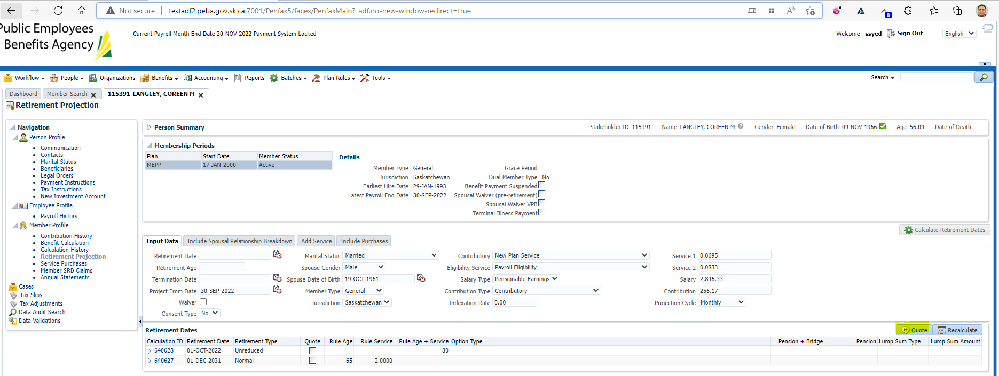 Not secure | testadf2.peba.gov.sk.ca:7001/Penfax5/faces/PenfaxMain?_adf.no-new-window-redirect=true
0
Public Employees
Benefits Agency
Current Payroll Month End Date 30-NOV-2022 Payment System Locked
Welcome ssyed Sign Out English
Workflow People Organizations Benefits Accounting Reports Batches Plan Rules Tools Search
Dashboard Member Search 115391-LANGLEY, COREEN M
Retirement Projection
Navigation
Person Profile
Communication
Contacts
Marital Status
Beneficiaries
Legal Orders
Payment Instructions
Tax Instructions
New Investment Account
Employee Profile
Payroll History
Member Profile
Contribution History
Benefit Calculation
Calculation History
Retirement Projection
Service Purchases
Member SRB Claims
Annual Statements
Cases
Tax Slips
Tax Adjustments
Data Audit Search
Data Validations
Person Summary Stakeholder ID 115391 Name LANGLEY, COREEN M Gender Female Date of Birth 09-NOV-1966 Age 56.04 Date of Death
Membership Periods
Plan Start Date Member Status
MEPP 17-JAN-2000 Active
Details
Member Type General Grace Period
Jurisdiction Saskatchewan Dual Member Type No
Earliest Hire Date 29-JAN-1993 Benefit Payment Suspended
Latest Payroll End Date 30-SEP-2022 Spousal Waiver (pre-retirement)
Spousal Waiver VPB
Terminal Illness Payment
Calculate Retirement Dates
Input Data Include Spousal Relationship Breakdown Add Service Include Purchases
Retirement Date Marital Status Married Contributory New Plan Service Service 1 0.0695
Retirement Age Spouse Gender Male Eligibility Service Payroll Eligibility Service 2 0.0833
Termination Date Spouse Date of Birth 19-OCT-1961 Salary Type Pensionable Earnings Salary 2,846.33
Project From Date 30-SEP-2022 Member Type General Contribution Type Contributory Contribution 256.17
Waiver Jurisdiction Saskatchewan Indexation Rate 0.00 Projection Cycle Monthly
Consent Type No
Retirement Dates Quote Recalculate
Calculation ID Retirement Date Retirement Type Quote Rule Age Rule Service Rule Age + Service Option Type Pension + Bridge Pension Lump Sum Type Lump Sum Amount
640628 01-OCT-2022 Unreduced 80
640627 01-DEC-2031 Normal 65 2.0000